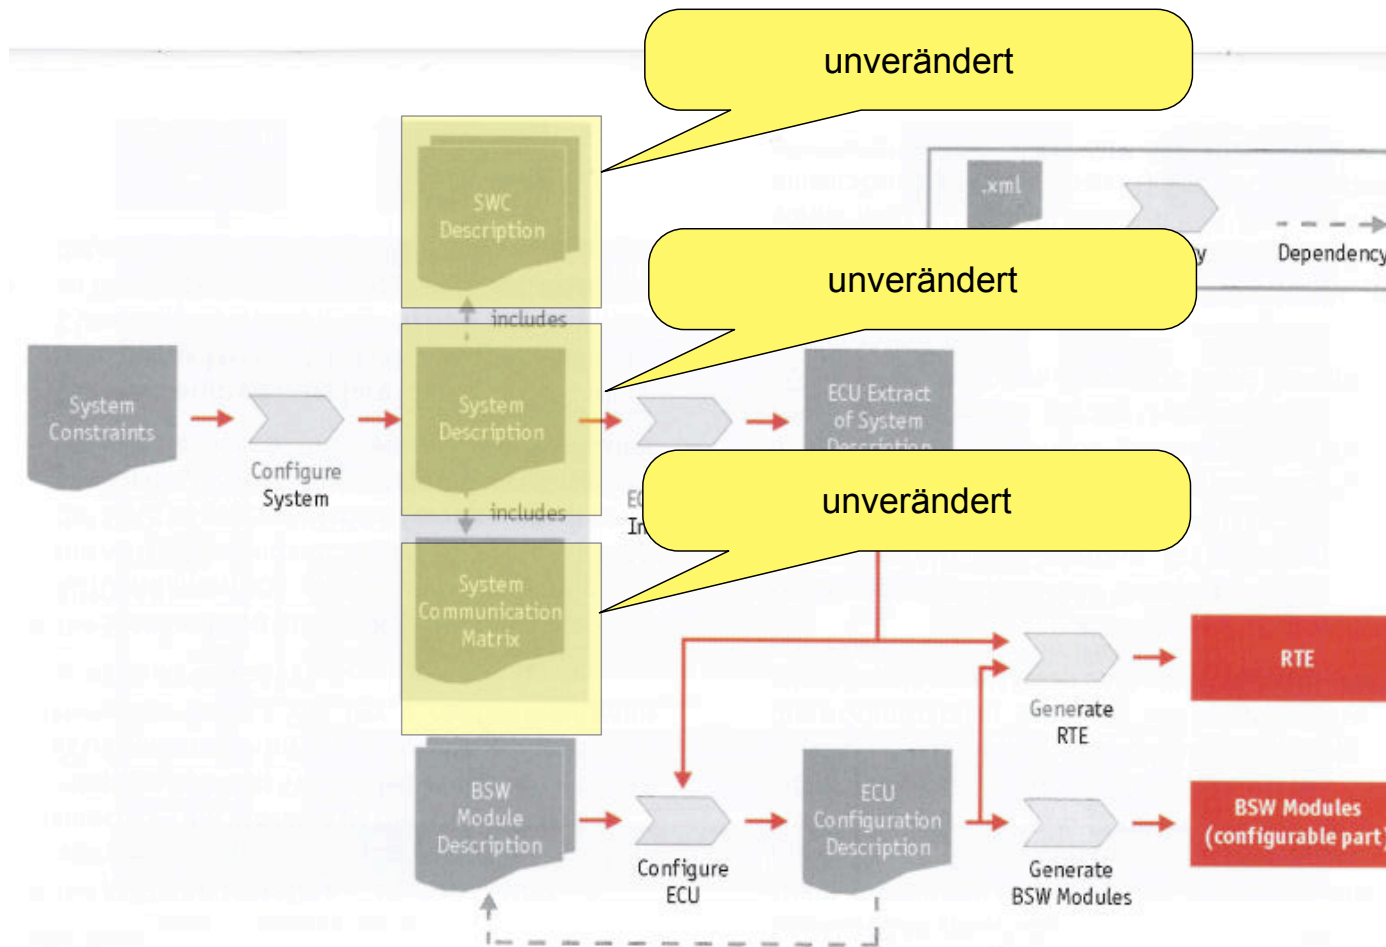 unverändert
.xml
SWC
Description
Dependency
unverändert
includes
System
Constraints
Configure
System
System
Description
ECU Extract
of System
Description
includes
unverändert
System
Communication
Matrix
RTE
Generate
RTE
BSW
Module
Description
Configure
ECU
ECU
Configuration
Description
Generate
BSW Modules
BSW Modules
(configurable part)